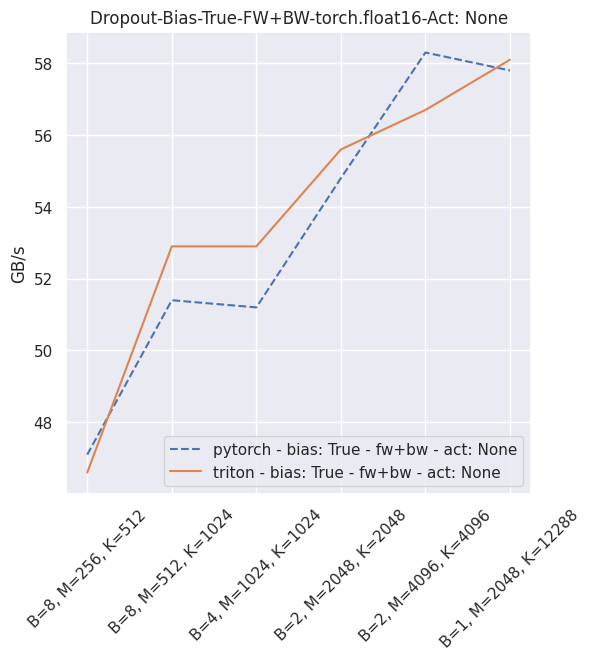 Dropout-Bias-True-FW+BW-torch.float16-Act: None
58
56
54
52
50
48
GB/s
pytorch - bias: True - fw+bw - act: None
triton - bias: True - fw+bw - act: None
B=8, M=256, K=512
B=8, M=512, K=1024
B=4, M=1024, K=1024
B=2, M=2048, K=2048
B=2, M=4096, K=4096
B=1, M=2048, K=12288